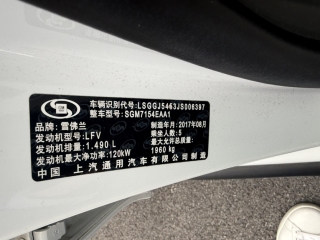 车辆识别代号: LSGGJ5463JS006397
整车型号: SGM7154EAA1
品牌: 雪佛兰
制造年月: 2017年08月
发动机型号: LFV
乘坐人数: 5
发动机排量: 1.490 L
最大允许总质量:
发动机最大净功率: 120kW
1960 kg
中国 上汽通用汽车有限公司 制造